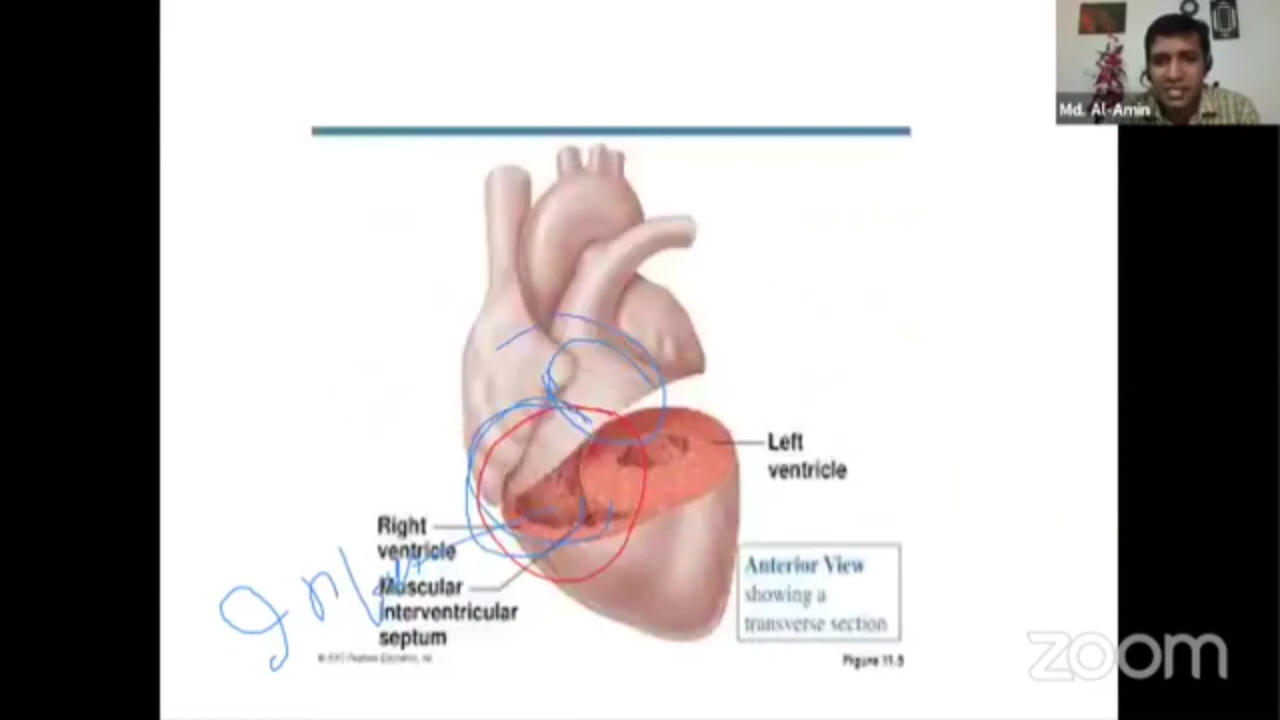 Md. Al-Amin
Left
ventricle
Right
ventricle
Muscular
interventricular
septum
Anterior View
showing a
transverse section
Figure 11.5
zoom